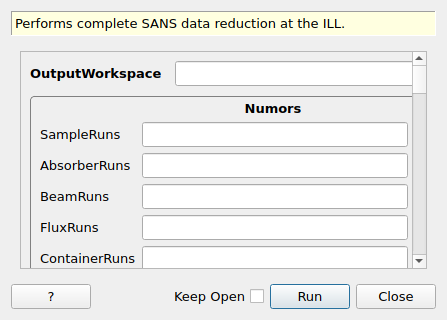 Performs complete SANS data reduction at the ILL.
OutputWorkspace
Numors
SampleRuns
AbsorberRuns
BeamRuns
FluxRuns
ContainerRuns
? Keep Open Run Close